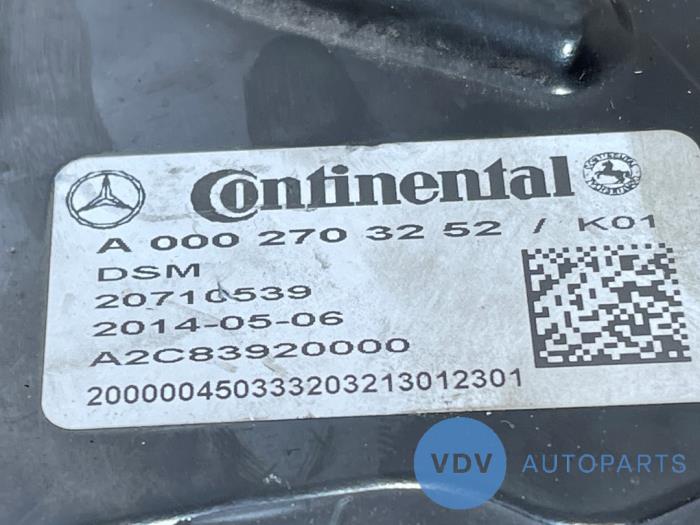 Continental
A 000 270 32 52 / K01
DSM
20710539
2014-05-06
A2C83920000
200000450333203213012301
VDV AUTOPARTS